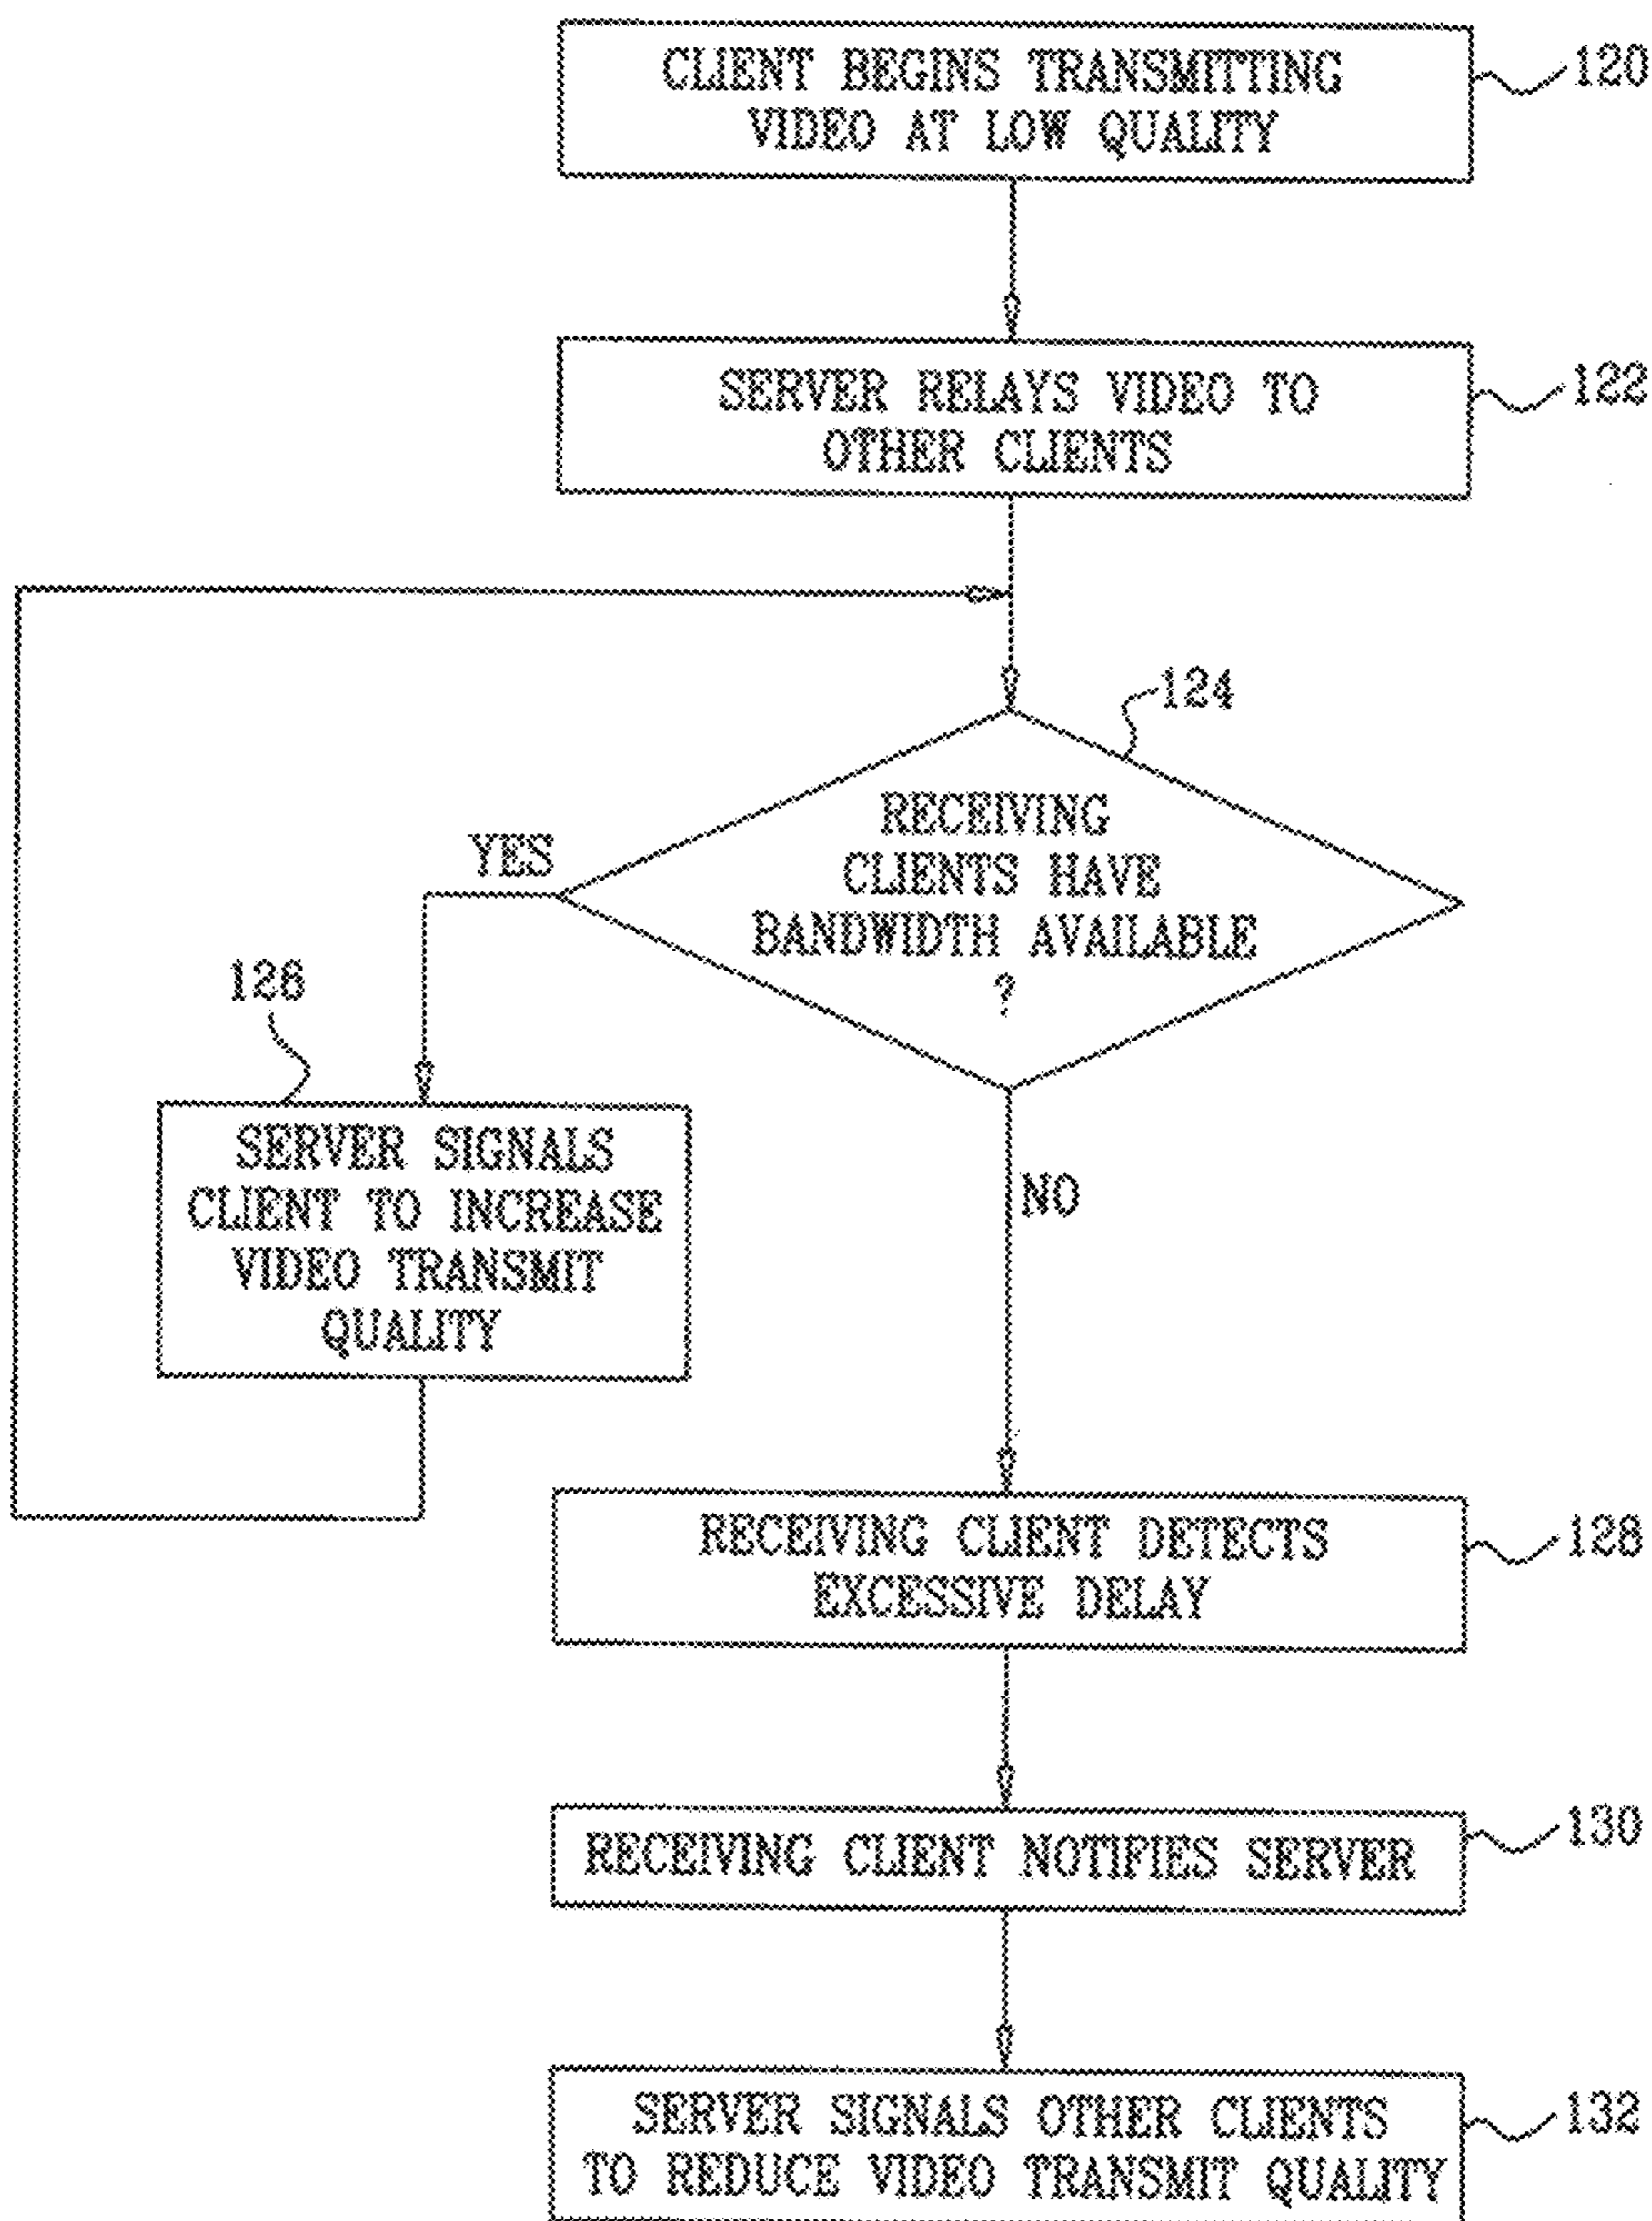 CLIENT BEGINS TRANSMITTING
VIDEO AT LOW QUALITY
120
SERVER RELAYS VIDEO TO
OTHER CLIENTS
122
124
RECEIVING
CLIENTS HAVE
BANDWIDTH AVAILABLE
?
YES
126
SERVER SIGNALS
CLIENT TO INCREASE
VIDEO TRANSMIT
QUALITY
NO
RECEIVING CLIENT DETECTS
EXCESSIVE DELAY
128
RECEIVING CLIENT NOTIFIES SERVER
130
SERVER SIGNALS OTHER CLIENTS
TO REDUCE VIDEO TRANSMIT QUALITY
132